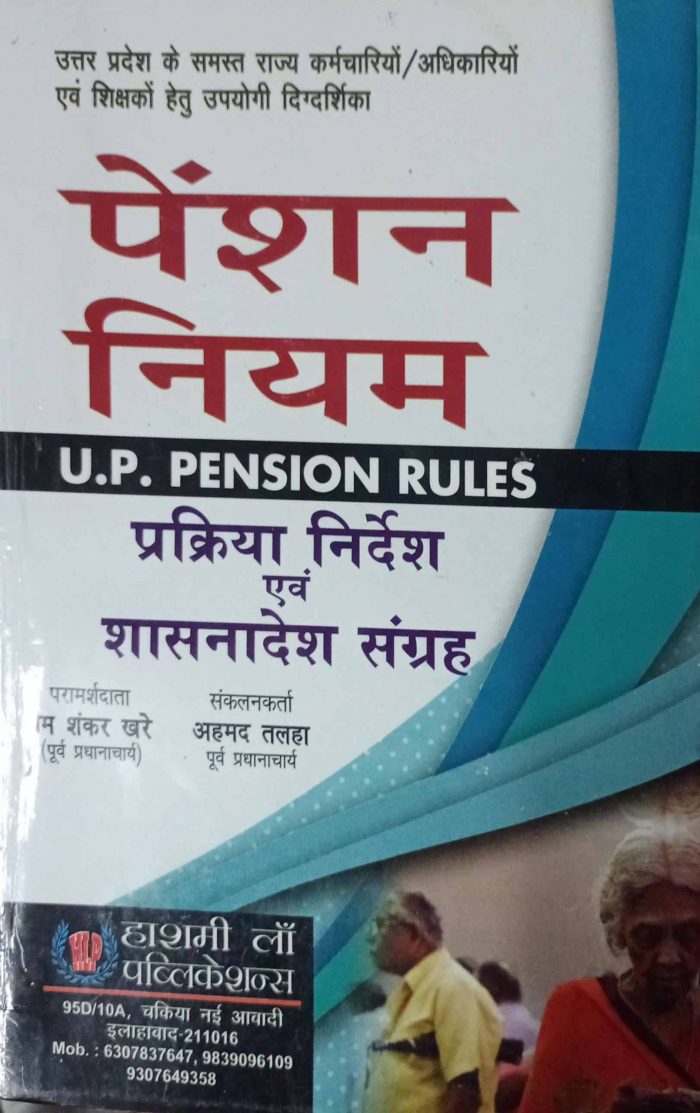 उत्तर प्रदेश के समस्त राज्य कर्मचारियों/अधिकारियों
एवं शिक्षकों हेतु उपयोगी दिग्दर्शिका
पेंशन
नियम
U.P. PENSION RULES
प्रक्रिया निर्देश
एवं
शासनादेश संग्रह
परामर्शदाता
शंकर खरे
(पूर्व प्रधानाचार्य)
संकलनकर्ता
अहमद तलहा
पूर्व प्रधानाचार्य
HLP
हाशमी लॉ
पब्लिकेशन्स
95D/10A, चकिया नई आवादी
इलाहाबाद-211016
Mob. : 6307837647, 9839096109
9307649358